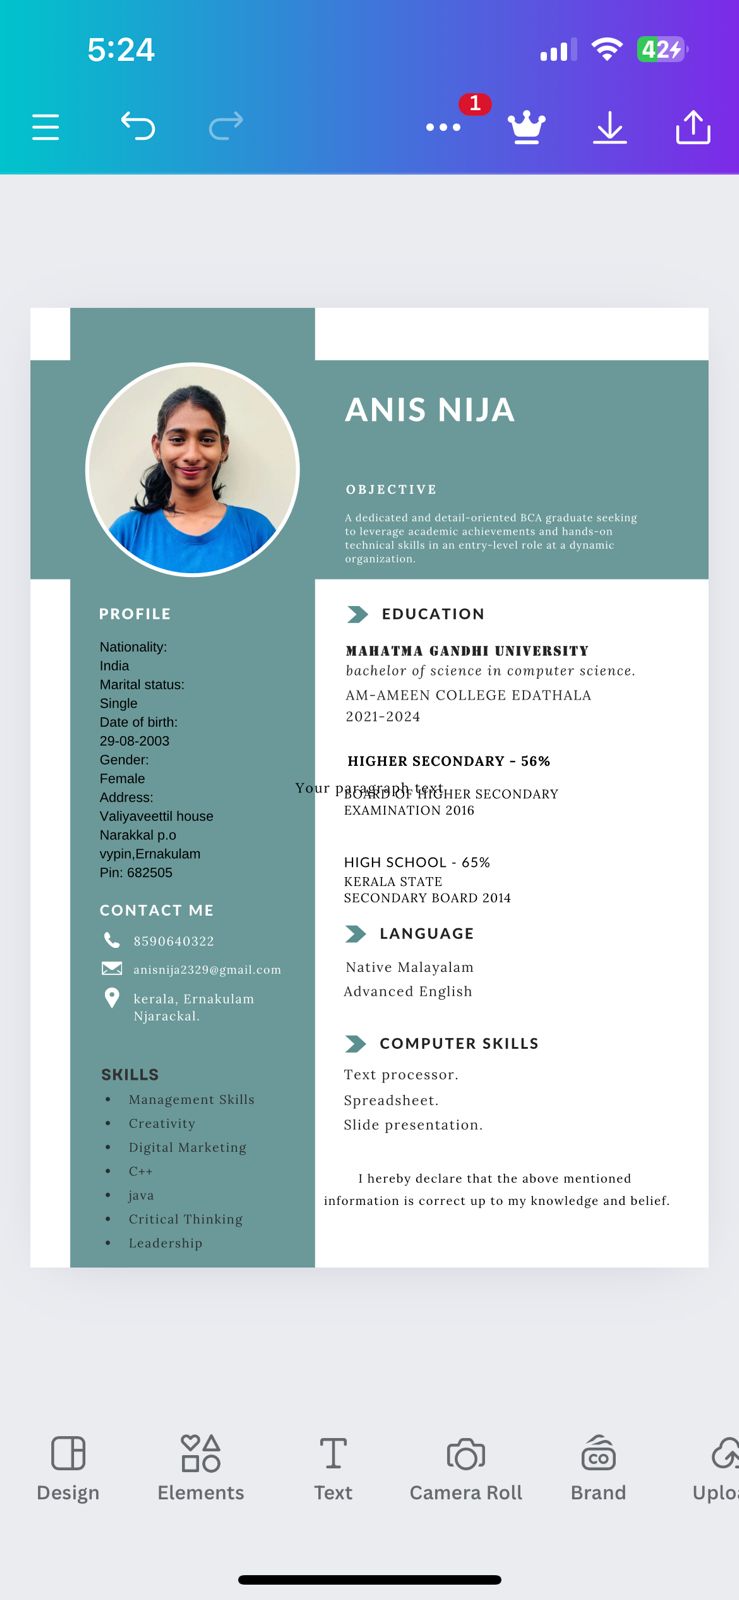 5:24
42
1
ANIS NIJA
OBJECTIVE
A dedicated and detail-oriented BCA graduate seeking
to leverage academic achievements and hands-on
technical skills in an entry-level role at a dynamic
organization.
PROFILE
Nationality:
India
Marital status:
Single
Date of birth:
29-08-2003
Gender:
Female
Address:
Valiyaveettil house
Narakkal p.o
vypin,Ernakulam
Pin: 682505
CONTACT ME
8590640322
anisnija2329@gmail.com
kerala, Ernakulam
Njarackal.
SKILLS
• Management Skills
• Creativity
• Digital Marketing
• C++
• java
• Critical Thinking
• Leadership
EDUCATION
MAHATMA GANDHI UNIVERSITY
bachelor of science in computer science.
AM-AMEEN COLLEGE EDATHALA
2021-2024
HIGHER SECONDARY - 56%
Your paragraph text
BOARD OF HIGHER SECONDARY
EXAMINATION 2016
HIGH SCHOOL - 65%
KERALA STATE
SECONDARY BOARD 2014
LANGUAGE
Native Malayalam
Advanced English
COMPUTER SKILLS
Text processor.
Spreadsheet.
Slide presentation.
I hereby declare that the above mentioned
information is correct up to my knowledge and belief.
Design
Elements
Text
Camera Roll
CO
Brand
Uplo